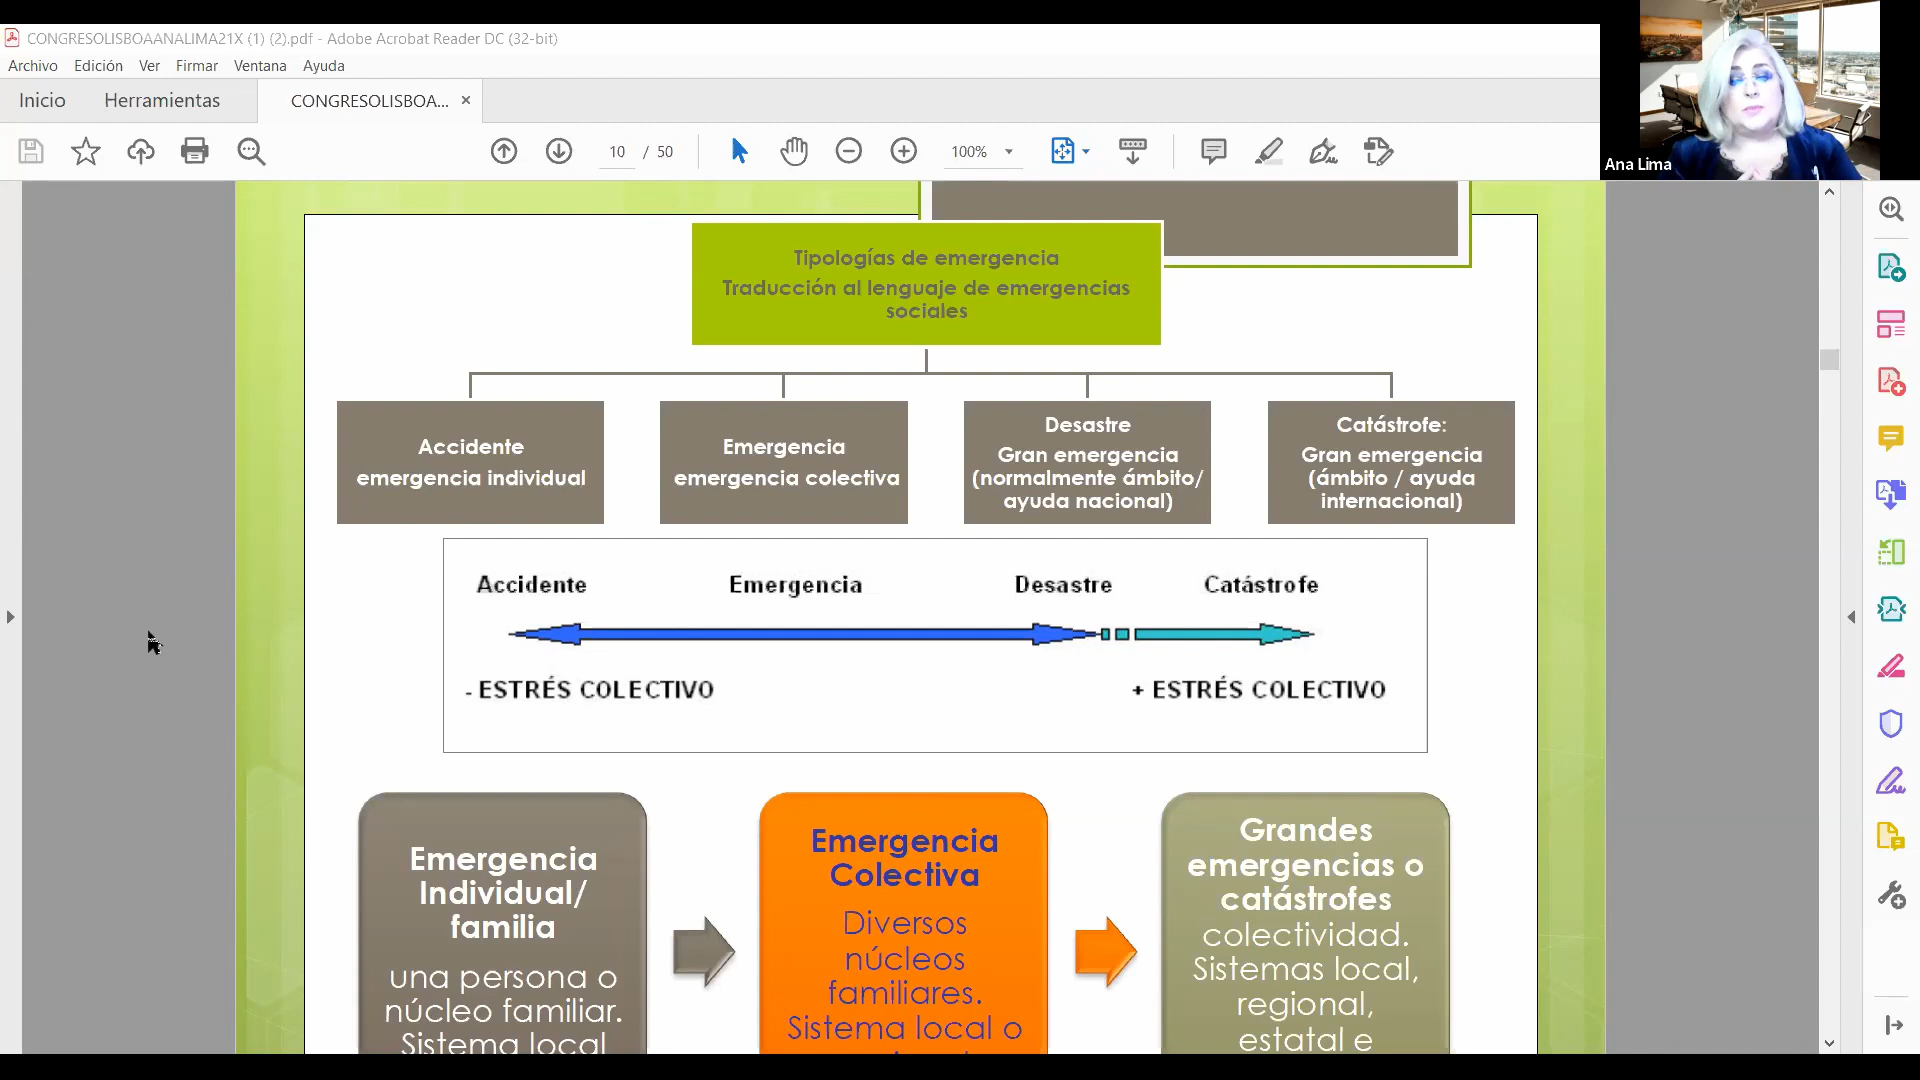 CONGRESOLISBOAANALIMA21X (1) (2).pdf - Adobe Acrobat Reader DC (32-bit)
Archivo Edición Ver Firmar Ventana Ayuda
Inicio Herramientas CONGRESOLISBOA... ×
10 / 50 100%
Ana Lima
Tipologías de emergencia
Traducción al lenguaje de emergencias
sociales
Accidente
emergencia individual
Emergencia
emergencia colectiva
Desastre
Gran emergencia
(normalmente ámbito/
ayuda nacional)
Catástrofe:
Gran emergencia
(ámbito / ayuda
internacional)
Accidente Emergencia Desastre Catástrofe
- ESTRÉS COLECTIVO + ESTRÉS COLECTIVO
Emergencia
Individual/
familia
una persona o
núcleo familiar.
Sistema local
Emergencia
Colectiva
Diversos
núcleos
familiares.
Sistema local o
Grandes
emergencias o
catástrofes
colectividad.
Sistemas local,
regional,
estatal e